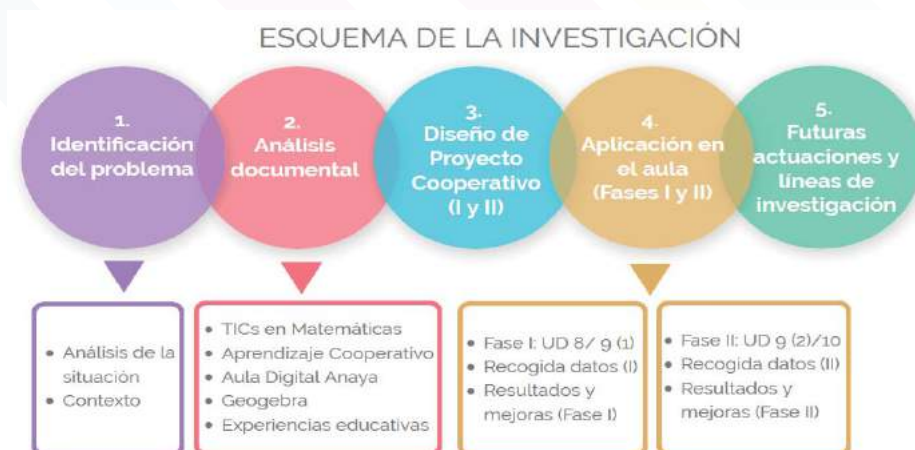 ESQUEMA DE LA INVESTIGACIÓN
1.
Identificación
del problema
2.
Análisis
documental
3.
Diseño de
Proyecto
Cooperativo
(I y II)
4.
Aplicación en
el aula
(Fases I y II)
5.
Futuras
actuaciones y
líneas de
investigación
• Análisis de la
situación
• Contexto
• TICs en Matemáticas
• Aprendizaje Cooperativo
• Aula Digital Anaya
• Geogebra
• Experiencias educativas
• Fase I: UD 8/ 9 (1)
• Recogida datos (I)
• Resultados y
mejoras (Fase I)
• Fase II: UD 9 (2)/10
• Recogida datos (II)
• Resultados y
mejoras (Fase II)